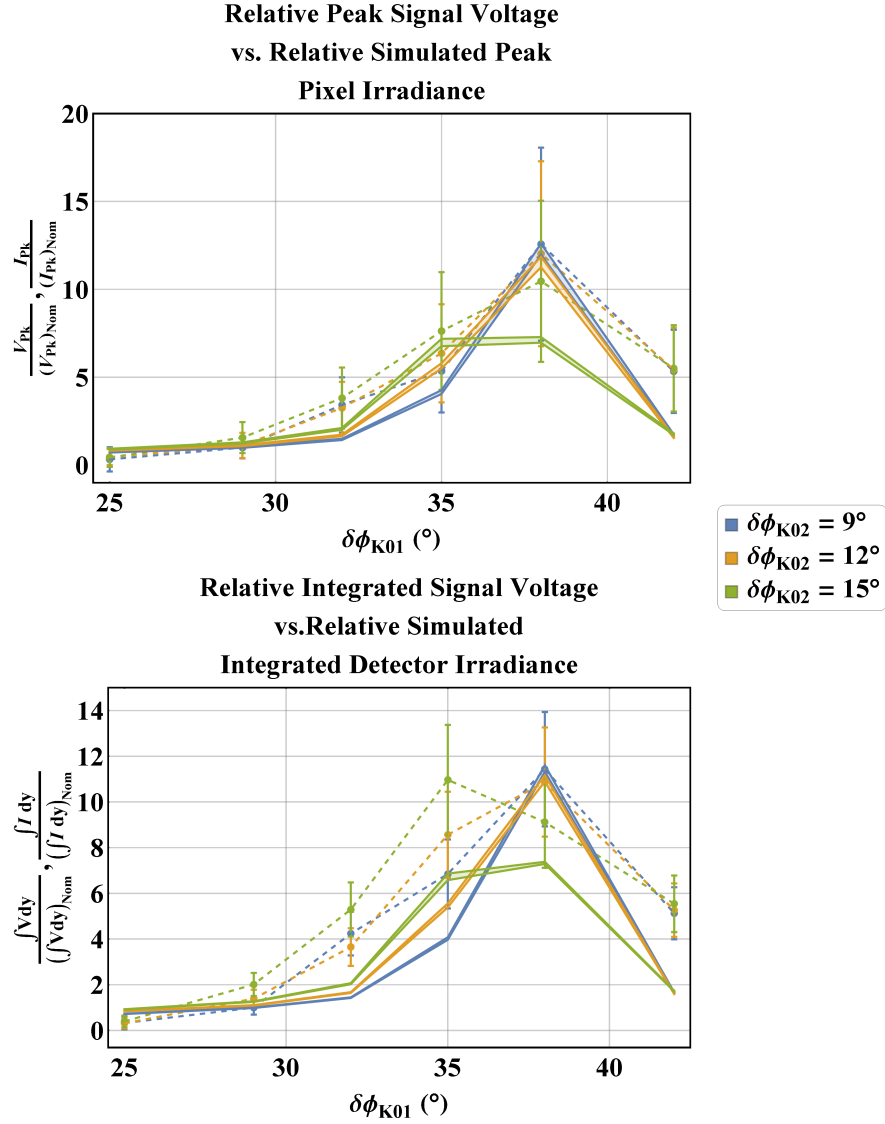 Relative Peak Signal Voltage
vs. Relative Simulated Peak
Pixel Irradiance
V_Pk/(V_Pk)_Nom, I_Pk/(I_Pk)_Nom
20
15
10
5
0
25 30 35 40
δϕ_K01 (°)
δϕ_K02 = 9°
δϕ_K02 = 12°
δϕ_K02 = 15°
Relative Integrated Signal Voltage
vs.Relative Simulated
Integrated Detector Irradiance
∫Vdy/(∫Vdy)_Nom, ∫I dy/(∫I dy)_Nom
14
12
10
8
6
4
2
0
25 30 35 40
δϕ_K01 (°)